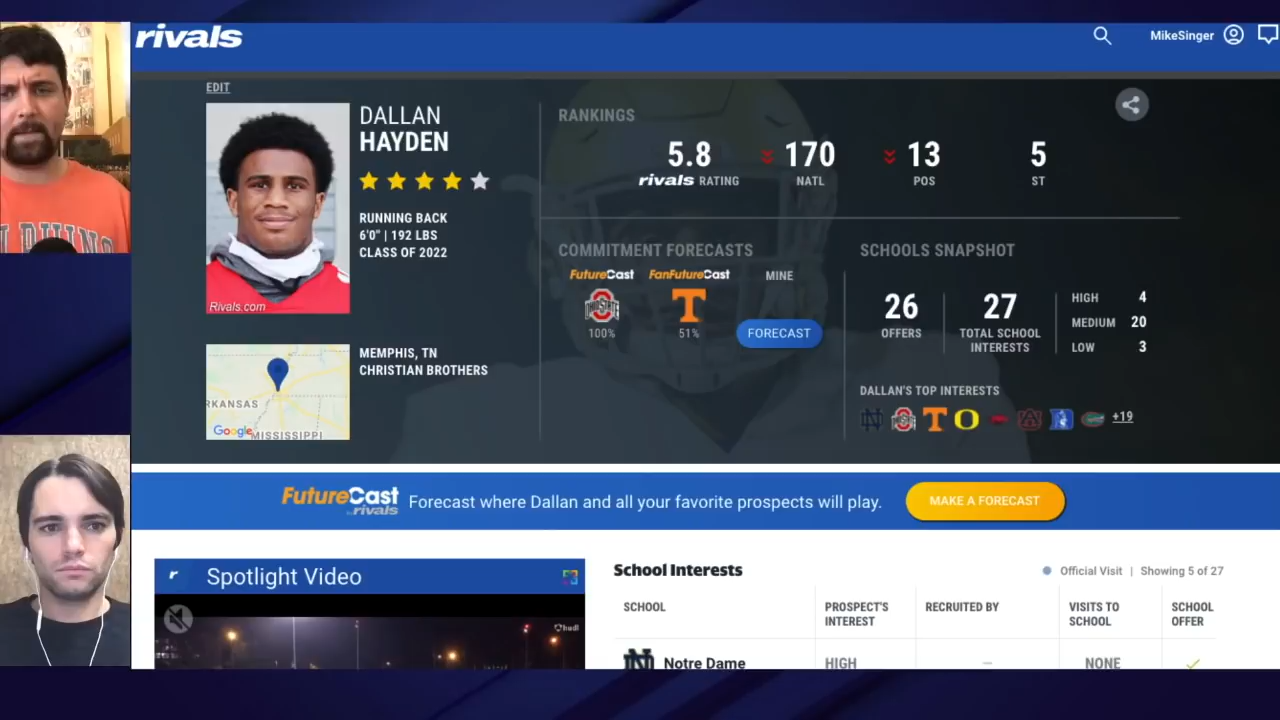 rivals
MikeSinger
EDIT
DALLAN
HAYDEN
RUNNING BACK
6'0" | 192 LBS
CLASS OF 2022
Rivals.com
MEMPHIS, TN
CHRISTIAN BROTHERS
RKANSAS
Google
MISSISSIPPI
RANKINGS
5.8
rivals RATING
170
NATL
13
POS
5
ST
COMMITMENT FORECASTS
FutureCast
FanFutureCast
MINE
OHIO STATE
T
100%
51%
FORECAST
SCHOOLS SNAPSHOT
26
OFFERS
27
TOTAL SCHOOL
INTERESTS
HIGH 4
MEDIUM 20
LOW 3
DALLAN'S TOP INTERESTS
+19
FutureCast
by rivals
Forecast where Dallan and all your favorite prospects will play.
MAKE A FORECAST
r
Spotlight Video
hudl
School Interests
Official Visit | Showing 5 of 27
SCHOOL
PROSPECT'S
INTEREST
RECRUITED BY
VISITS TO
SCHOOL
SCHOOL
OFFER
Notre Dame
HIGH
—
NONE